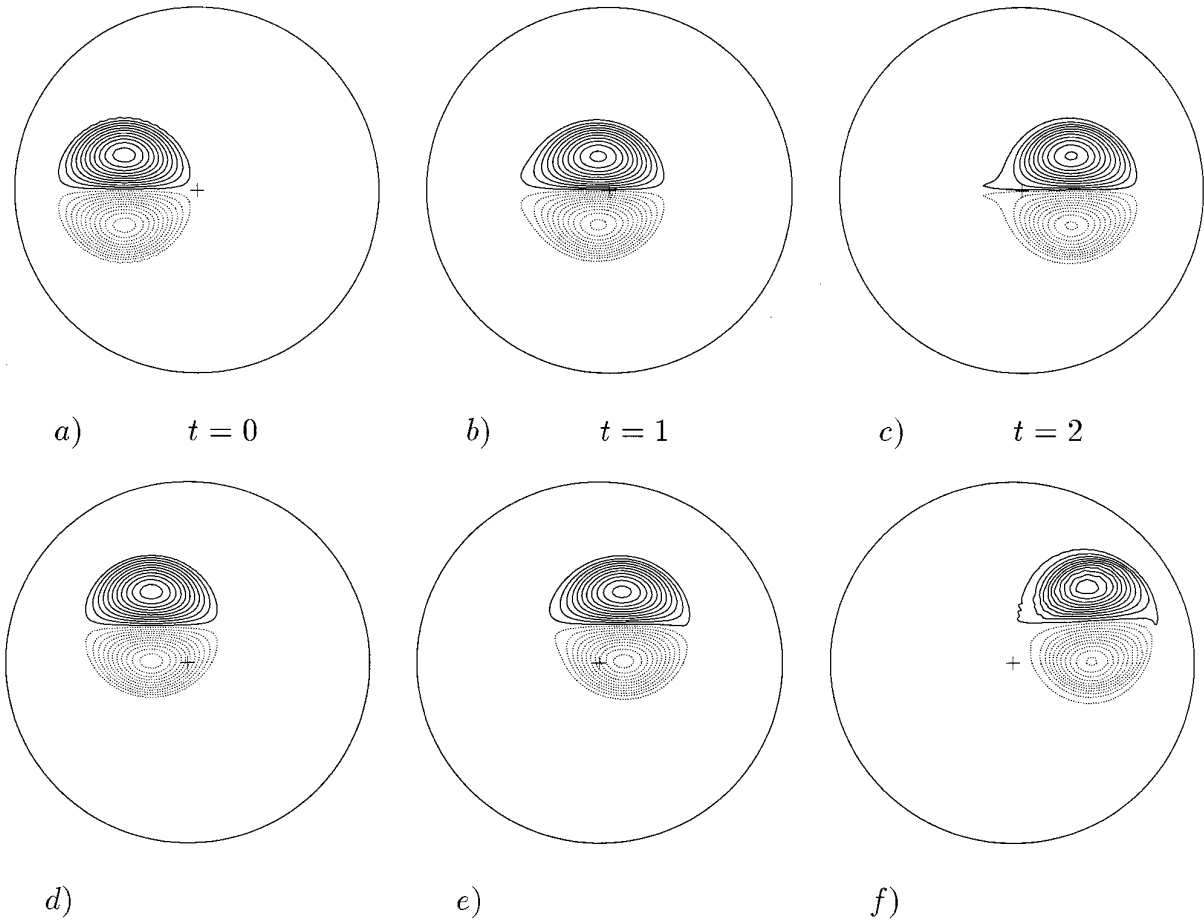 a) t = 0
b) t = 1
c) t = 2
d)
e)
f)